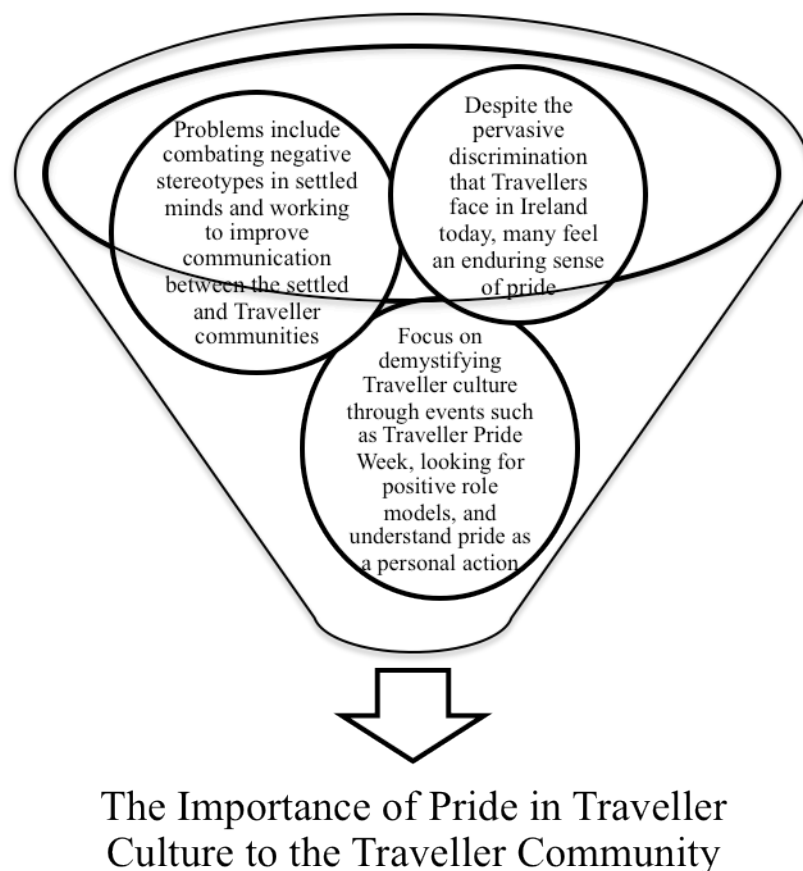 Problems include
combating negative
stereotypes in settled
minds and working
to improve
communication
between the settled
and Traveller
communities
Despite the
pervasive
discrimination
that Travellers
face in Ireland
today, many feel
an enduring sense
of pride
Focus on
demystifying
Traveller culture
through events such
as Traveller Pride
Week, looking for
positive role
models, and
understand pride as
a personal action
The Importance of Pride in Traveller
Culture to the Traveller Community